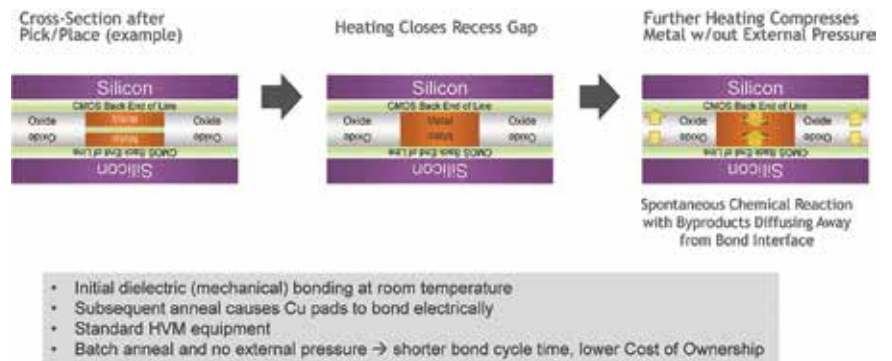 Cross-Section after
Pick/Place (example)
Heating Closes Recess Gap
Further Heating Compresses
Metal w/out External Pressure
Silicon
CMOS Back End of Line
Oxide
Metal
Oxide
Oxide
Metal
Oxide
CMOS Back End of Line
Silicon
Silicon
CMOS Back End of Line
Oxide
Metal
Oxide
Oxide
Metal
Oxide
CMOS Back End of Line
Silicon
Silicon
CMOS Back End of Line
Oxide
Oxide
Oxide
Oxide
CMOS Back End of Line
Silicon
Spontaneous Chemical Reaction
with Byproducts Diffusing Away
from Bond Interface
• Initial dielectric (mechanical) bonding at room temperature
• Subsequent anneal causes Cu pads to bond electrically
• Standard HVM equipment
• Batch anneal and no external pressure → shorter bond cycle time, lower Cost of Ownership